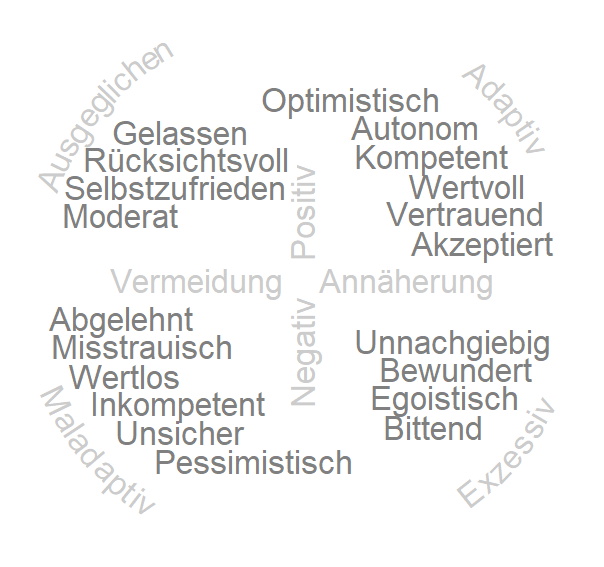 Ausgeglichen
Adaptiv
Optimistisch
Gelassen
Autonom
Rücksichtsvoll
Kompetent
Selbstzufrieden
Wertvoll
Moderat
Vertrauend
Akzeptiert
Positiv
Vermeidung
Annäherung
Negativ
Abgelehnt
Misstrauisch
Unnachgiebig
Wertlos
Bewundert
Inkompetent
Egoistisch
Unsicher
Bittend
Pessimistisch
Maladaptiv
Exzessiv